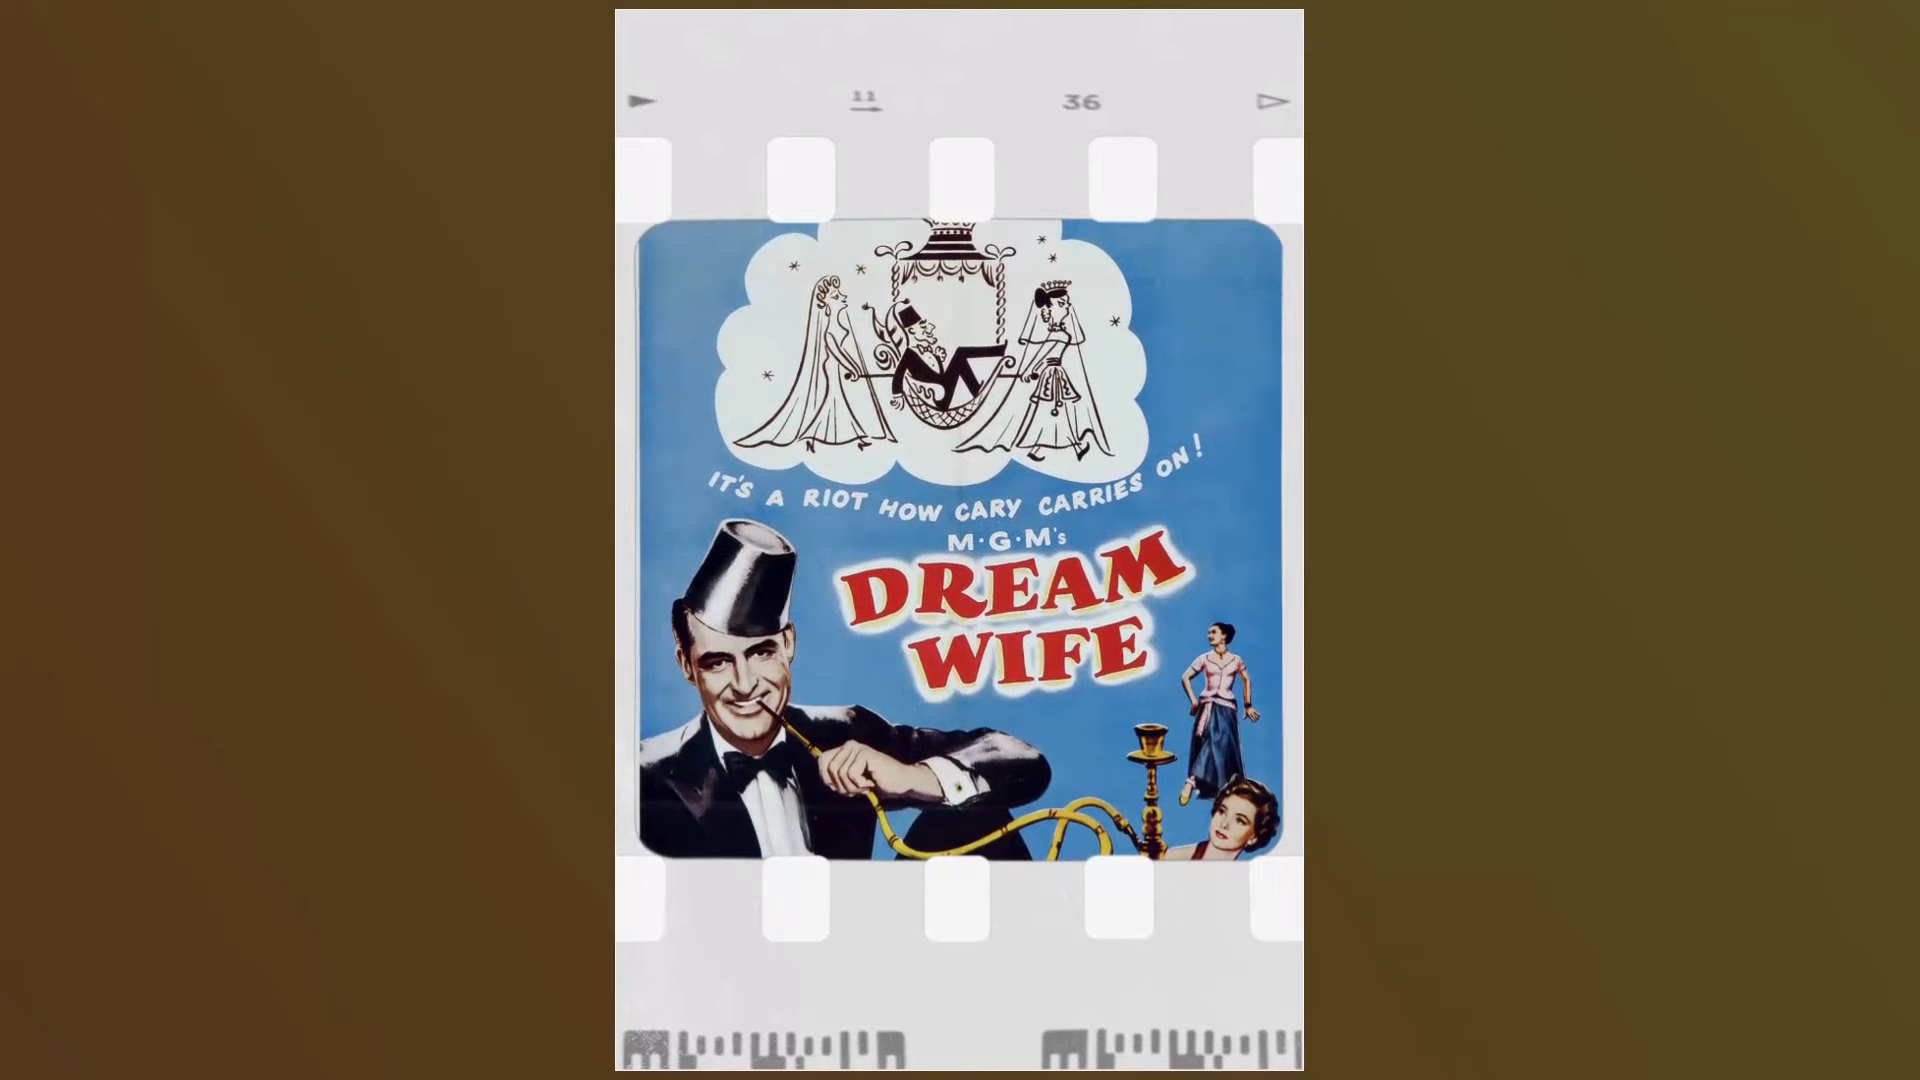 11
36
IT'S A RIOT HOW CARY CARRIES ON!
M·G·M's
DREAM
WIFE